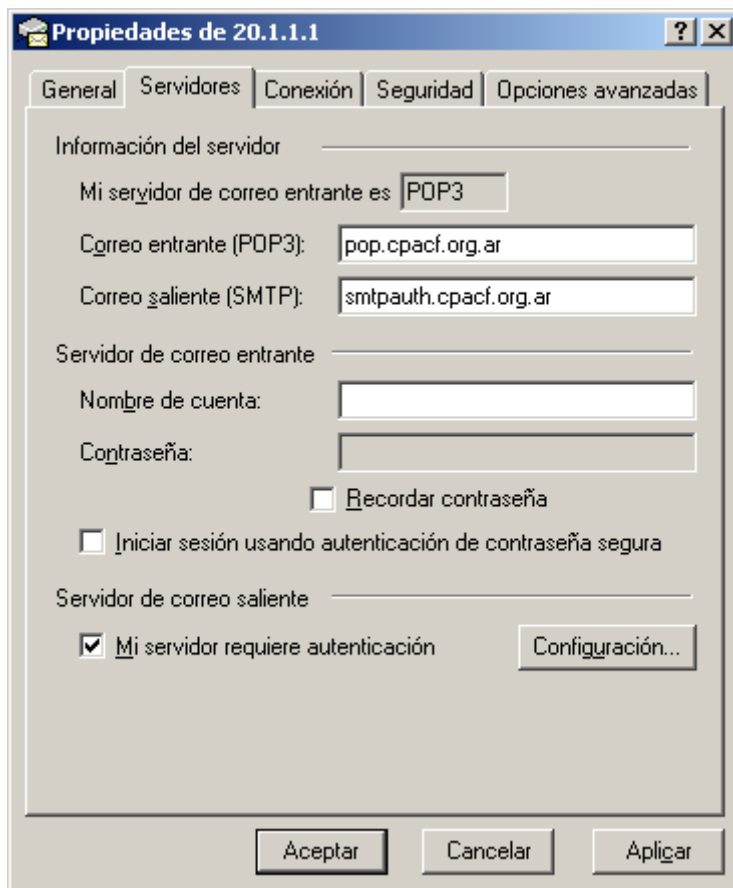 Propiedades de 20.1.1.1
General Servidores Conexión Seguridad Opciones avanzadas
Información del servidor
Mi servidor de correo entrante es POP3
Correo entrante (POP3): pop.cpacf.org.ar
Correo saliente (SMTP): smtpauth.cpacf.org.ar
Servidor de correo entrante
Nombre de cuenta:
Contraseña:
Recordar contraseña
Iniciar sesión usando autenticación de contraseña segura
Servidor de correo saliente
Mi servidor requiere autenticación Configuración...
Aceptar Cancelar Aplicar